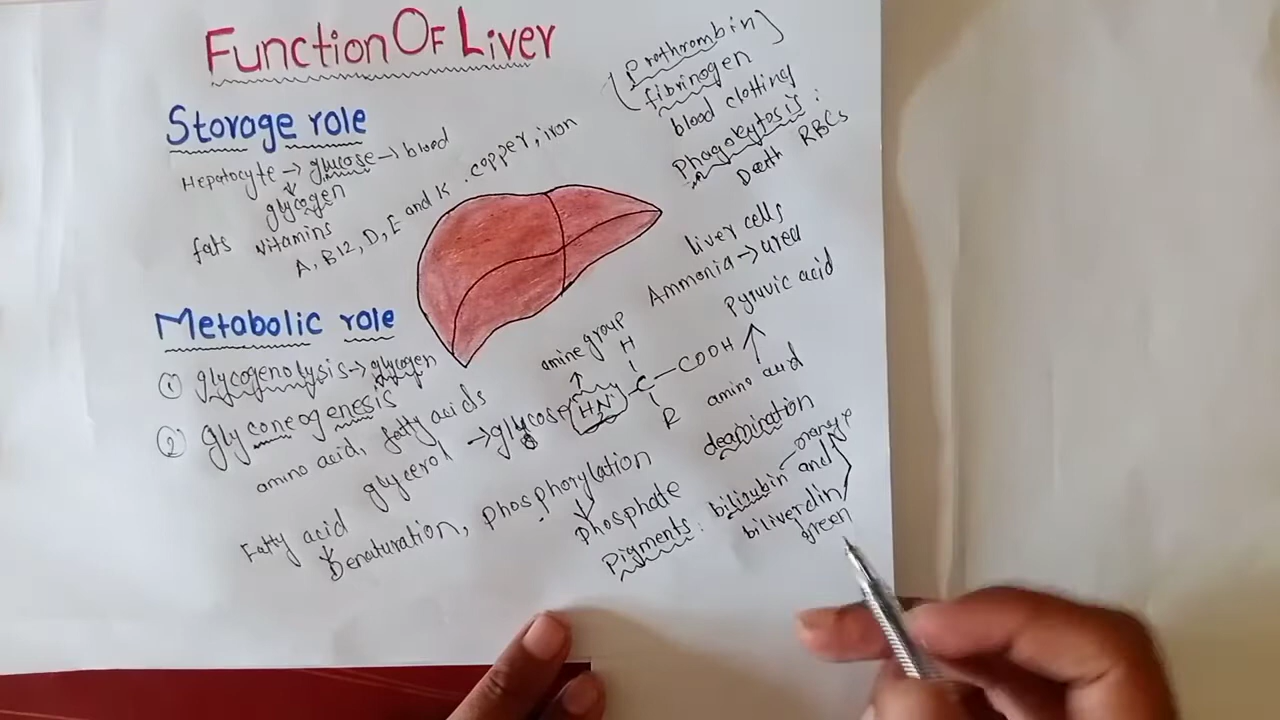 Function Of Liver
Storage role
Hepatocyte → glucose → blood
glycogen
fats vitamins
A, B12, D, E and K . copper, iron
Metabolic role
① glycogenolysis → glycogen
② glyconeogenesis
amino acid, fatty acids
glycerol → glycose
Fatty acid
Denaturation, phosphorylation
phosphate
Pigments : bilirubin and
orange
biliverdin
green
(Prothrombin)
fibrinogen
blood clotting
Phagocytosis :
Death RBCs
liver cells
Ammonia → urea
Pyruvic acid
amino acid
deamination
amine group
H
H2N - C - COOH
R